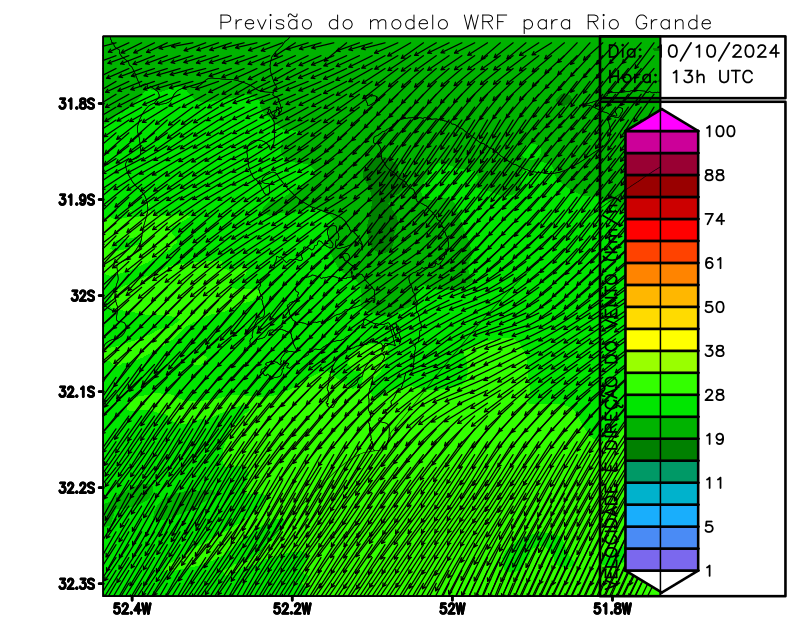 Previsão do modelo WRF para Rio Grande
Dia: 10/10/2024
Hora: 13h UTC
31.8S
31.9S
32S
32.1S
32.2S
32.3S
52.4W
52.2W
52W
51.8W
VELOCIDADE E DIREÇÃO DO VENTO (km/h)
100
88
74
61
50
38
28
19
11
5
1